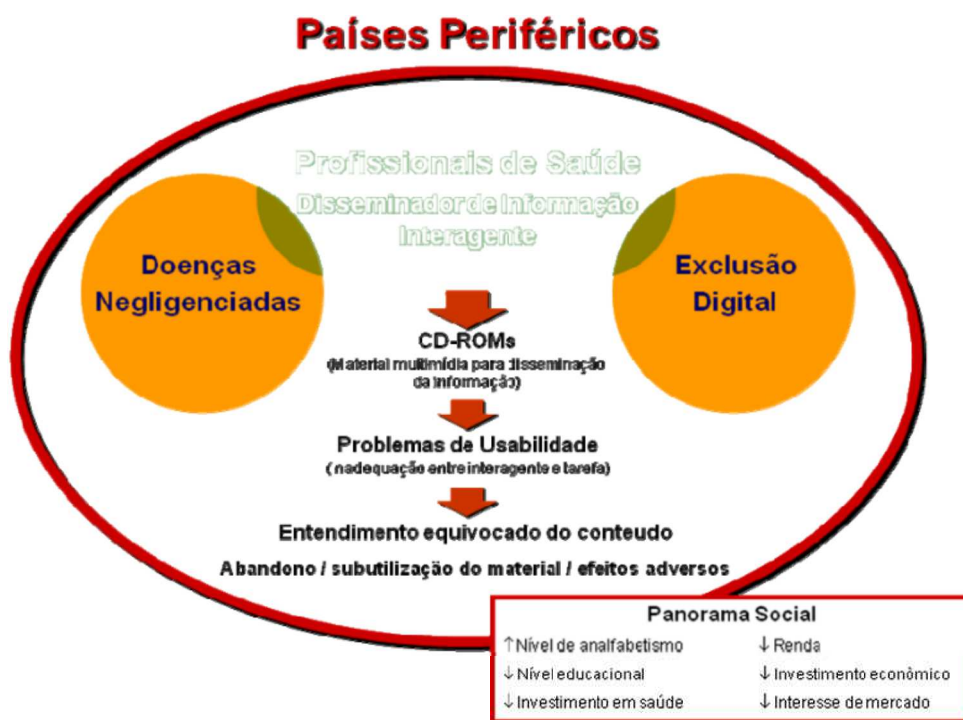 Países Periféricos
Profissionais de Saúde
Disseminador de Informação
Interagente
Doenças
Negligenciadas
Exclusão
Digital
CD-ROMs
(Material multimídia para disseminação
da informação)
Problemas de Usabilidade
(inadequação entre interagente e tarefa)
Entendimento equivocado do conteudo
Abandono / subutilização do material / efeitos adversos
Panorama Social
↑Nível de analfabetismo
↓Nível educacional
↓Investimento em saúde
↓Renda
↓Investimento econômico
↓Interesse de mercado